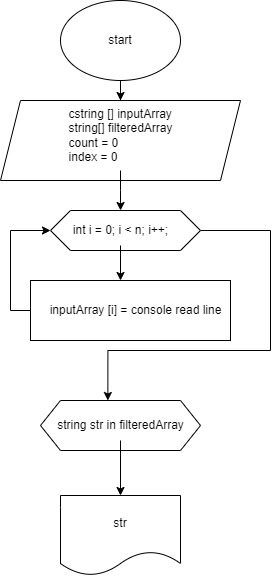 start
cstring [] inputArray
string[] filteredArray
count = 0
index = 0
int i = 0; i < n; i++;
inputArray [i] = console read line
string str in filteredArray
str